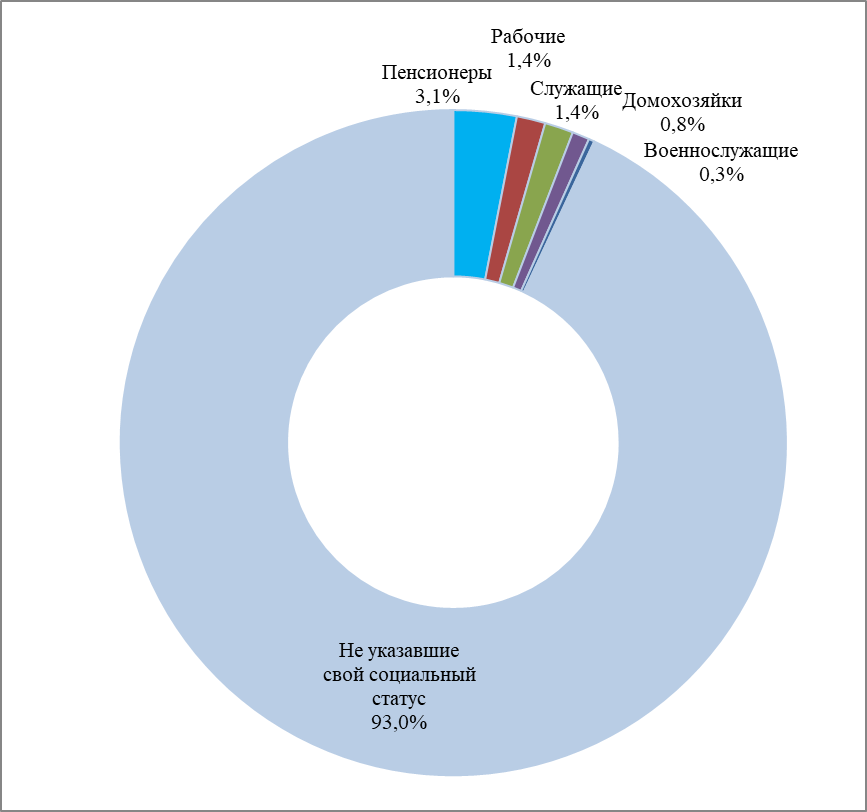 Рабочие
1,4%
Пенсионеры
3,1%
Служащие
1,4%
Домохозяйки
0,8%
Военнослужащие
0,3%
Не указавшие
свой социальный
статус
93,0%